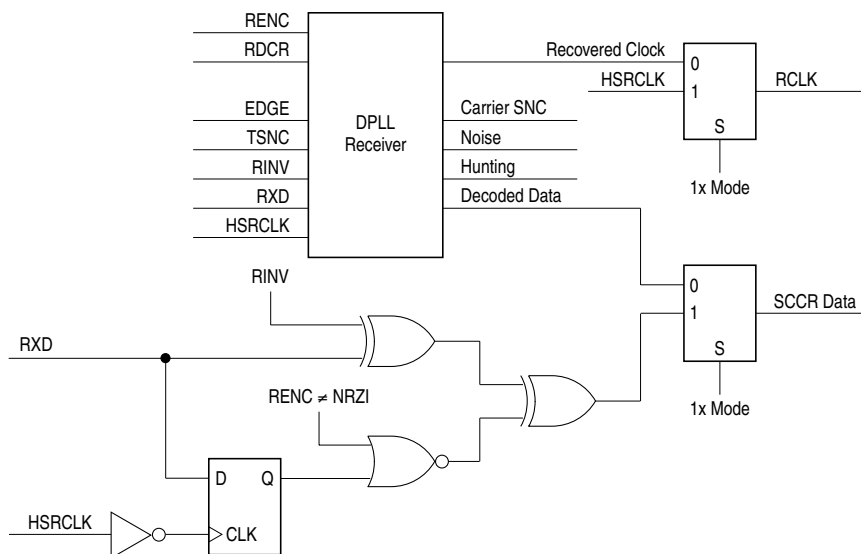 RENC
RDCR
EDGE
TSNC
RINV
RXD
HSRCLK
DPLL
Receiver
Recovered Clock
Carrier SNC
Noise
Hunting
Decoded Data
HSRCLK
0
1
S
RCLK
1x Mode
0
1
S
SCCR Data
1x Mode
RINV
RXD
RENC ≠ NRZI
D Q
CLK
HSRCLK